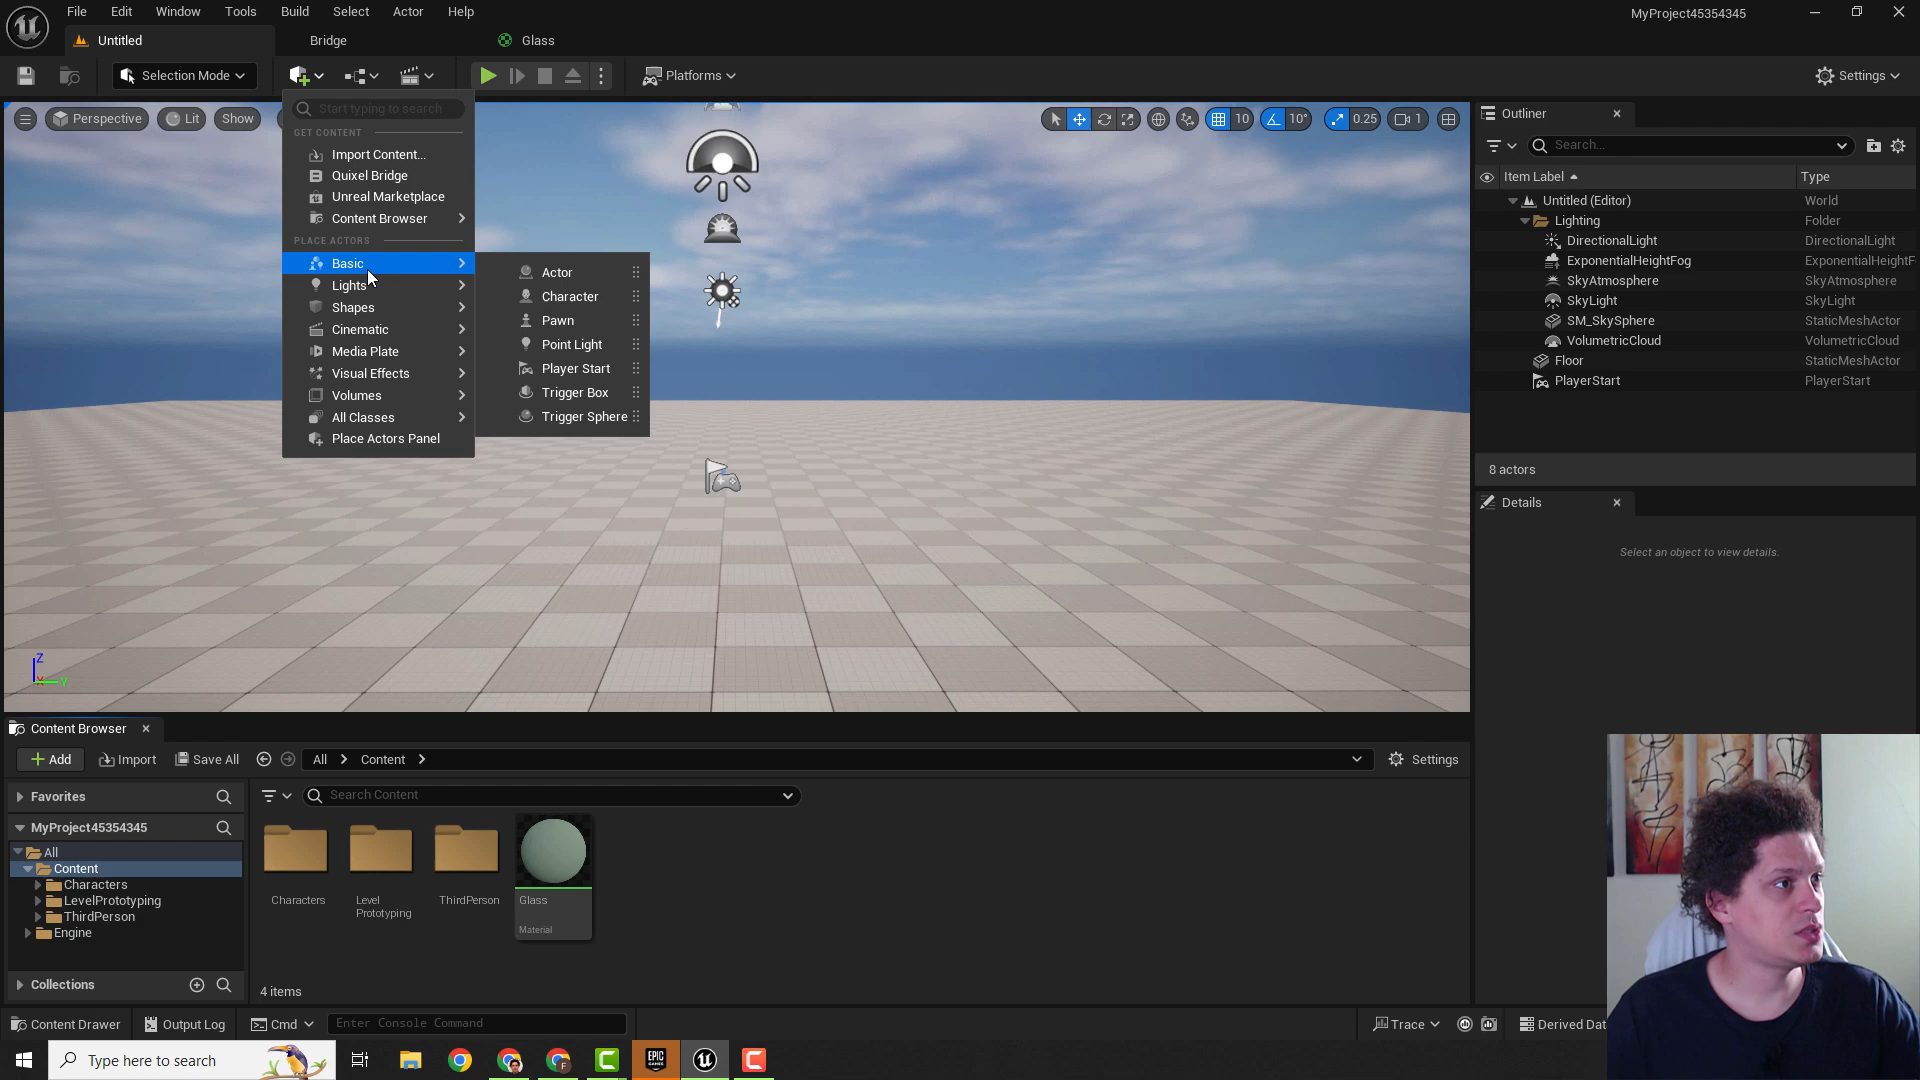 File Edit Window Tools Build Select Actor Help
MyProject45354345
Untitled
Bridge
Glass
Selection Mode
Platforms
Settings
Start typing to search
Perspective
Lit
Show
10
10°
0.25
1
GET CONTENT
Import Content...
Quixel Bridge
Unreal Marketplace
Content Browser
PLACE ACTORS
Basic
Lights
Shapes
Cinematic
Media Plate
Visual Effects
Volumes
All Classes
Place Actors Panel
Actor
Character
Pawn
Point Light
Player Start
Trigger Box
Trigger Sphere
Z
X
Y
Outliner
Search...
Item Label Type
Untitled (Editor) World
Lighting Folder
DirectionalLight DirectionalLight
ExponentialHeightFog ExponentialHeightF
SkyAtmosphere SkyAtmosphere
SkyLight SkyLight
SM_SkySphere StaticMeshActor
VolumetricCloud VolumetricCloud
Floor StaticMeshActor
PlayerStart PlayerStart
8 actors
Details
Select an object to view details.
Content Browser
Add
Import
Save All
All
Content
Settings
Favorites
Search Content
MyProject45354345
All
Content
Characters
LevelPrototyping
ThirdPerson
Engine
Collections
Characters
Level
Prototyping
ThirdPerson
Glass
Material
4 items
Content Drawer
Output Log
Cmd
Enter Console Command
Trace
Derived Dat
Type here to search
EPIC
GAMES